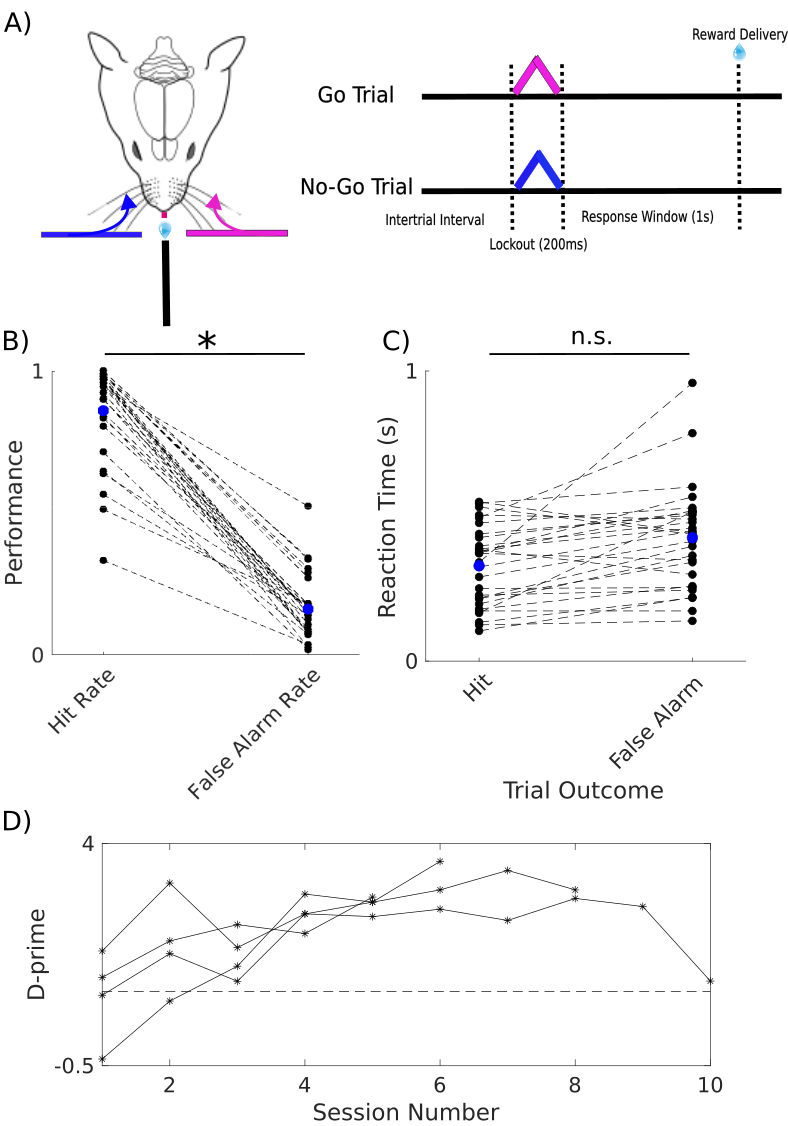 A)
Reward Delivery
Go Trial
No-Go Trial
Intertrial Interval
Response Window (1s)
Lockout (200ms)
B)
*
1
Performance
0
Hit Rate
False Alarm Rate
C)
n.s.
1
Reaction Time (s)
0
Hit
False Alarm
Trial Outcome
D)
4
D-prime
-0.5
2
4
6
8
10
Session Number